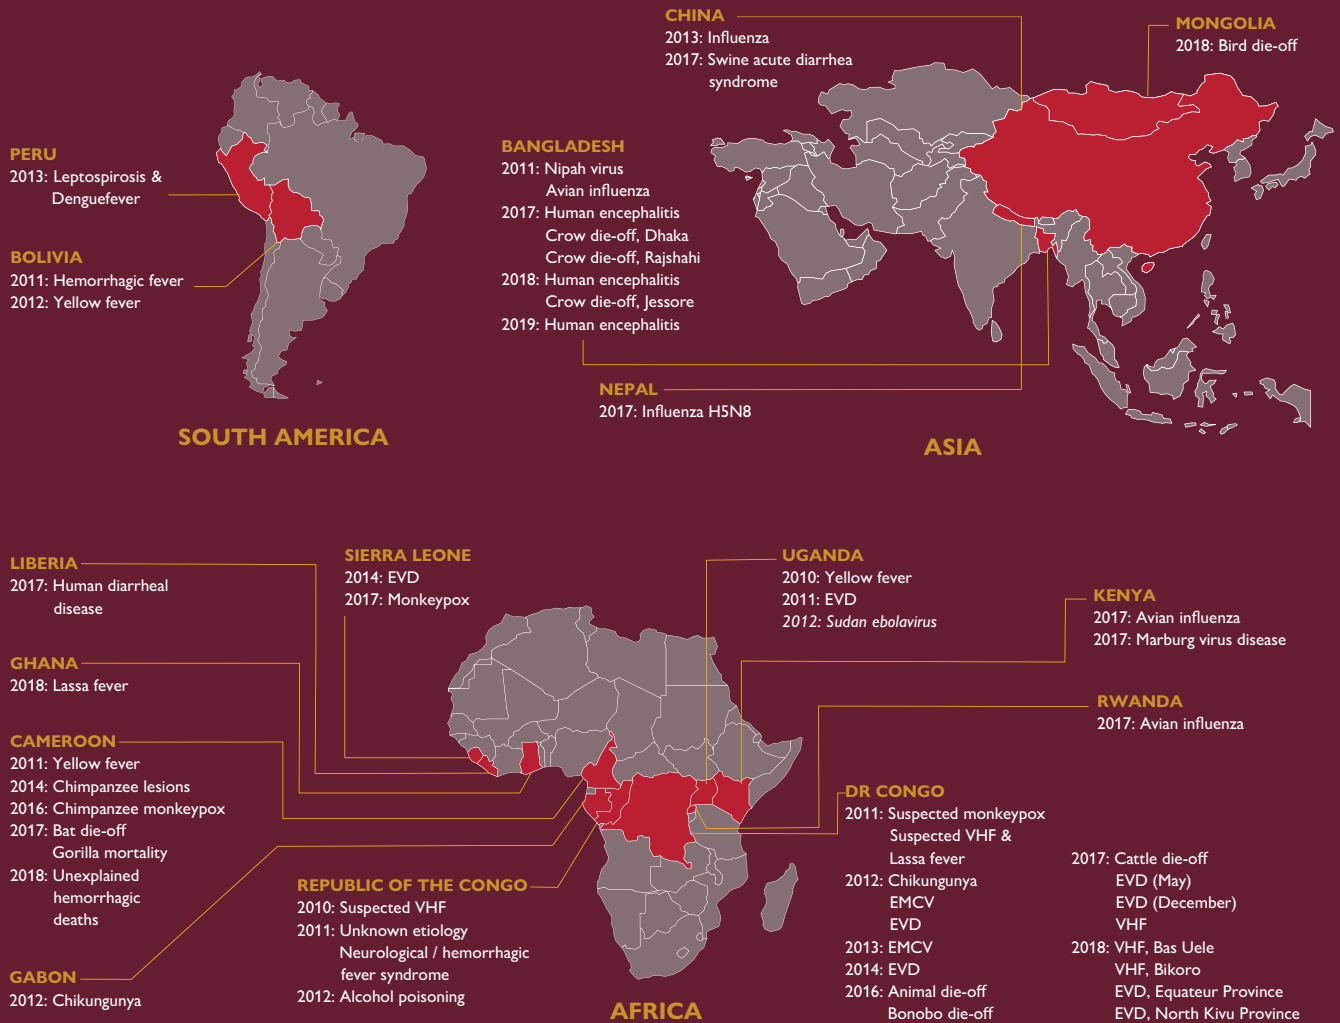 CHINA
2013: Influenza
2017: Swine acute diarrhea
syndrome
MONGOLIA
2018: Bird die-off
PERU
2013: Leptospirosis &
Denguefever
BOLIVIA
2011: Hemorrhagic fever
2012: Yellow fever
BANGLADESH
2011: Nipah virus
Avian influenza
2017: Human encephalitis
Crow die-off, Dhaka
Crow die-off, Rajshahi
2018: Human encephalitis
Crow die-off, Jessore
2019: Human encephalitis
NEPAL
2017: Influenza H5N8
SOUTH AMERICA
ASIA
LIBERIA
2017: Human diarrheal
disease
GHANA
2018: Lassa fever
CAMEROON
2011: Yellow fever
2014: Chimpanzee lesions
2016: Chimpanzee monkeypox
2017: Bat die-off
Gorilla mortality
2018: Unexplained
hemorrhagic
deaths
GABON
2012: Chikungunya
SIERRA LEONE
2014: EVD
2017: Monkeypox
REPUBLIC OF THE CONGO
2010: Suspected VHF
2011: Unknown etiology
Neurological / hemorrhagic
fever syndrome
2012: Alcohol poisoning
UGANDA
2010: Yellow fever
2011: EVD
2012: Sudan ebolavirus
KENYA
2017: Avian influenza
2017: Marburg virus disease
RWANDA
2017: Avian influenza
DR CONGO
2011: Suspected monkeypox
Suspected VHF &
Lassa fever
2012: Chikungunya
EMCV
EVD
2013: EMCV
2014: EVD
2016: Animal die-off
Bonobo die-off
2017: Cattle die-off
EVD (May)
EVD (December)
VHF
2018: VHF, Bas Uele
VHF, Bikoro
EVD, Equateur Province
EVD, North Kivu Province
AFRICA